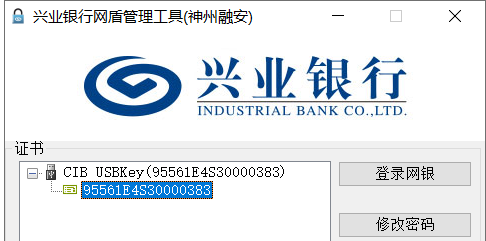 兴业银行网盾管理工具(神州融安)
兴业银行
INDUSTRIAL BANK CO.,LTD.
证书
CIB USBKey(95561E4S30000383)
登录网银
95561E4S30000383
修改密码